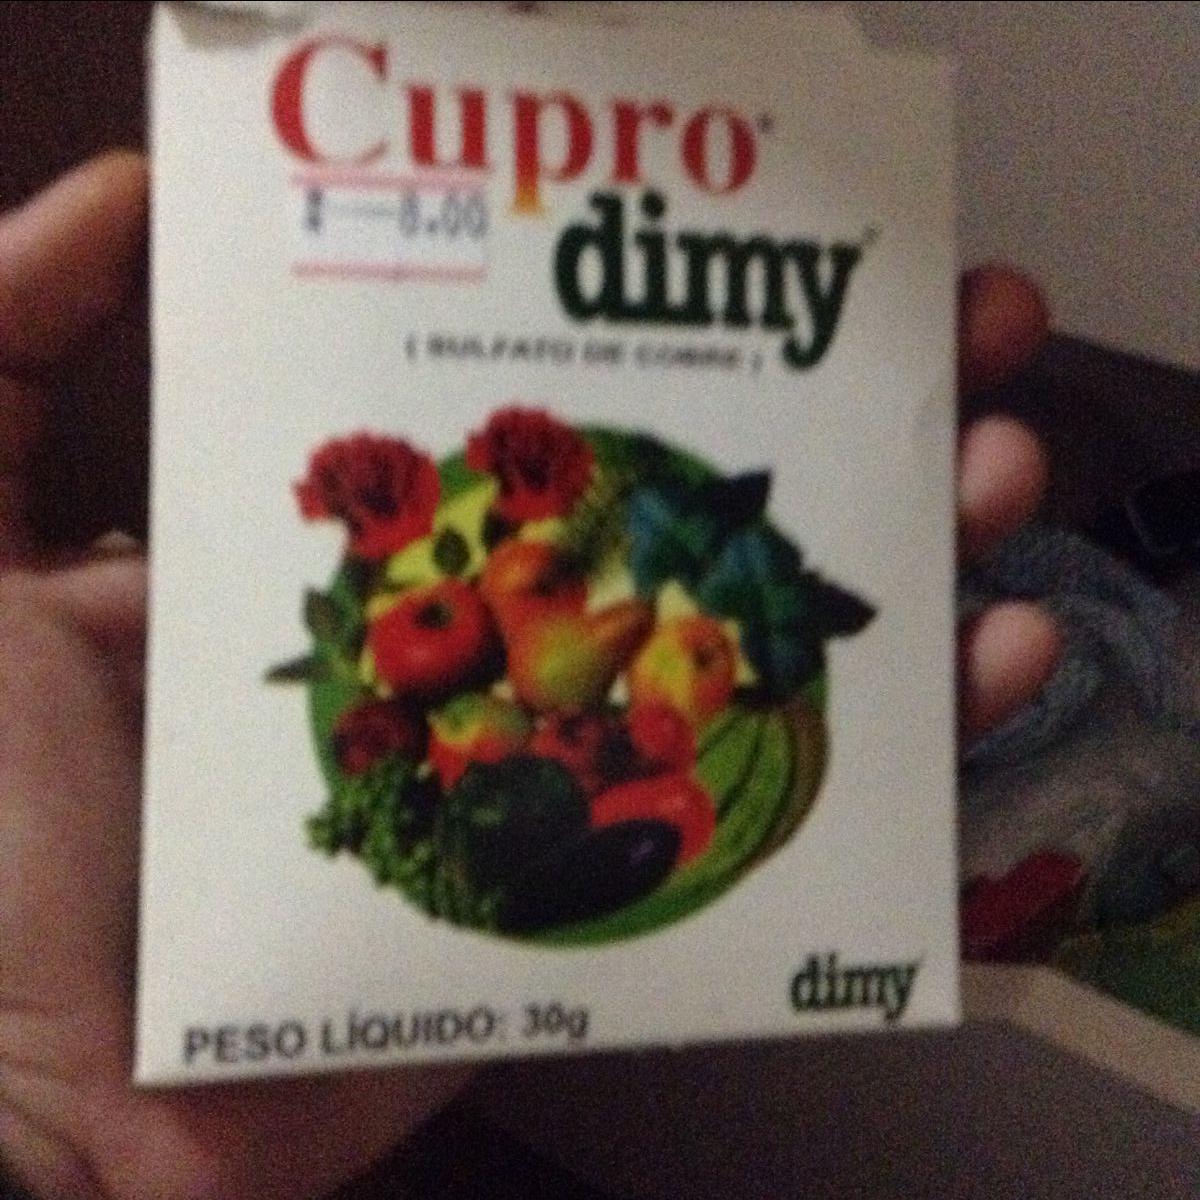 Cupro
dimy
( SULFATO DE COBRE )
dimy
PESO LÍQUIDO: 30g